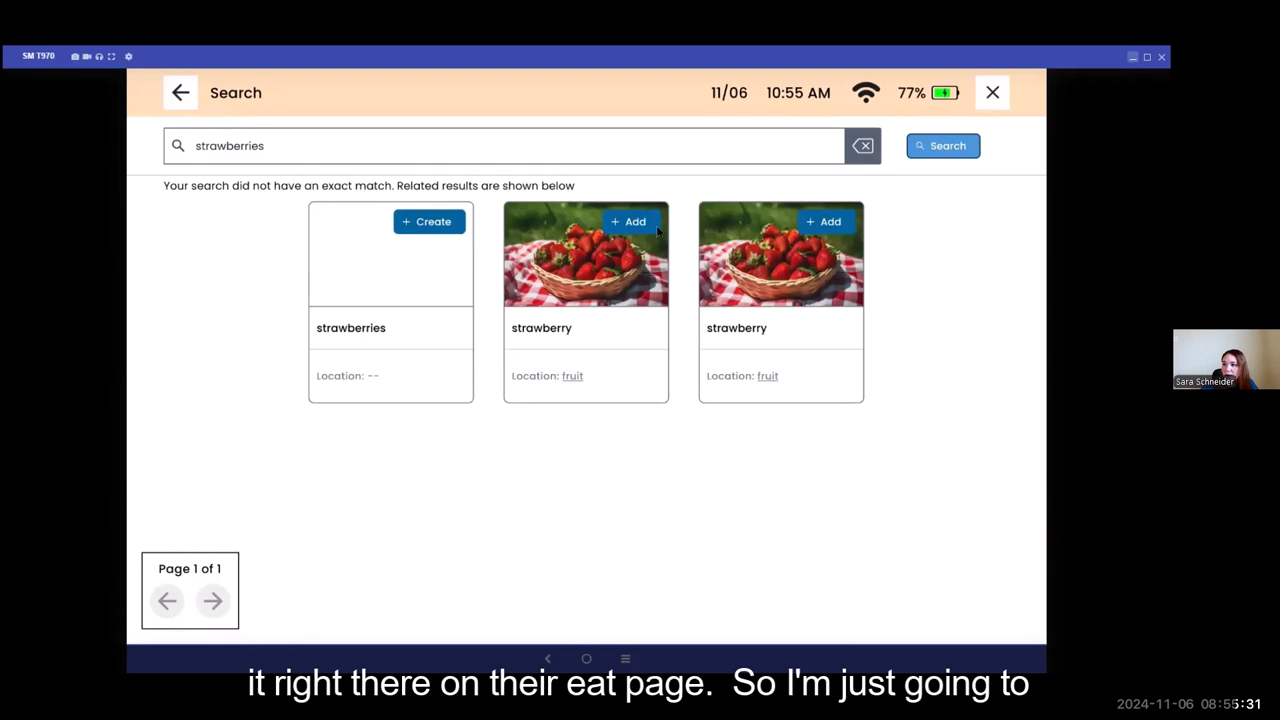 SM T970
Search
11/06 10:55 AM 77%
strawberries
Search
Your search did not have an exact match. Related results are shown below
+ Create
+ Add
+ Add
strawberries
strawberry
strawberry
Location: --
Location: fruit
Location: fruit
Sara Schneider
Page 1 of 1
it right there on their eat page. So I'm just going to
2024-11-06 08:55:31